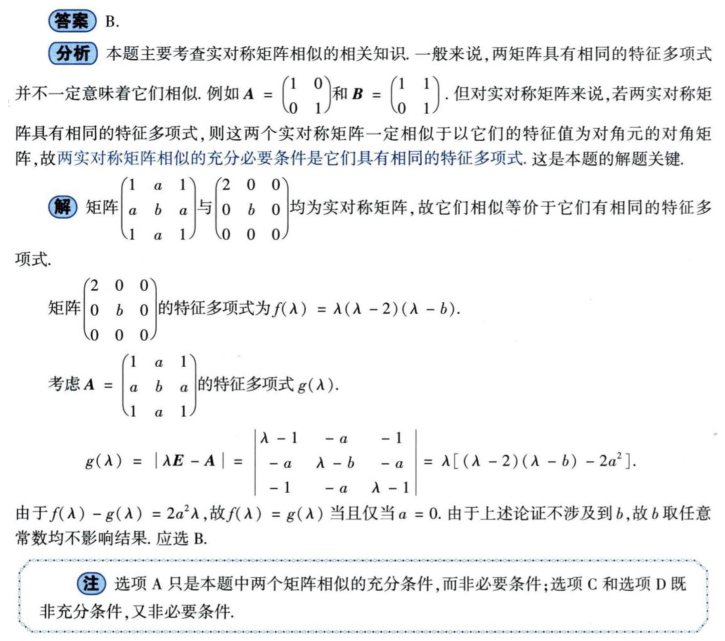 答案 B.
分析 本题主要考查实对称矩阵相似的相关知识. 一般来说,两矩阵具有相同的特征多项式
并不一定意味着它们相似. 例如 A = (1 0; 0 1) 和 B = (1 1; 0 1). 但对实对称矩阵来说,若两实对称矩
阵具有相同的特征多项式,则这两个实对称矩阵一定相似于以它们的特征值为对角元的对角矩
阵,故两实对称矩阵相似的充分必要条件是它们具有相同的特征多项式. 这是本题的解题关键.
解 矩阵 (1 a 1; a b a; 1 a 1) 与 (2 0 0; 0 b 0; 0 0 0) 均为实对称矩阵,故它们相似等价于它们有相同的特征多
项式.
矩阵 (2 0 0; 0 b 0; 0 0 0) 的特征多项式为 f(λ) = λ(λ - 2)(λ - b).
考虑 A = (1 a 1; a b a; 1 a 1) 的特征多项式 g(λ).
g(λ) = |λE - A| = |λ - 1 -a -1; -a λ - b -a; -1 -a λ - 1| = λ[(λ - 2)(λ - b) - 2a²].
由于 f(λ) - g(λ) = 2a²λ,故 f(λ) = g(λ) 当且仅当 a = 0. 由于上述论证不涉及到 b,故 b 取任意
常数均不影响结果. 应选 B.
注 选项 A 只是本题中两个矩阵相似的充分条件,而非必要条件;选项 C 和选项 D 既
非充分条件,又非必要条件.